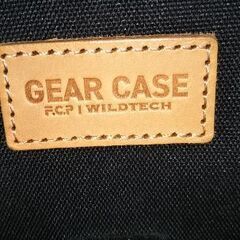 GEAR CASE
F.C.P | WILDTECH